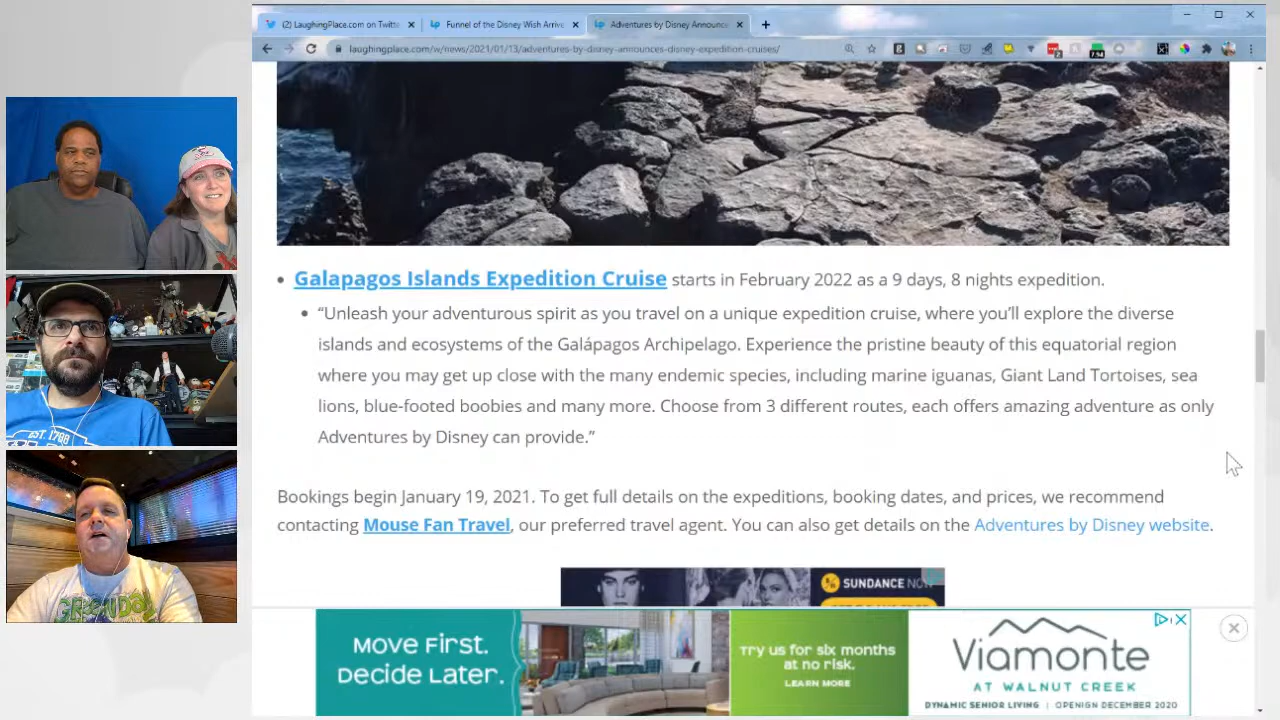 (2) LaughingPlace.com on Twitte
Funnel of the Disney Wish Arrive
Adventures by Disney Announc
laughingplace.com/w/news/2021/01/13/adventures-by-disney-announces-disney-expedition-cruises/
7.94
EST. 1788
Galapagos Islands Expedition Cruise starts in February 2022 as a 9 days, 8 nights expedition.
“Unleash your adventurous spirit as you travel on a unique expedition cruise, where you’ll explore the diverse
islands and ecosystems of the Galápagos Archipelago. Experience the pristine beauty of this equatorial region
where you may get up close with the many endemic species, including marine iguanas, Giant Land Tortoises, sea
lions, blue-footed boobies and many more. Choose from 3 different routes, each offers amazing adventure as only
Adventures by Disney can provide.”
Bookings begin January 19, 2021. To get full details on the expeditions, booking dates, and prices, we recommend
contacting Mouse Fan Travel, our preferred travel agent. You can also get details on the Adventures by Disney website.
SUNDANCE NOW
Move First.
Decide Later.
Try us for six months
at no risk.
LEARN MORE
Viamonte
AT WALNUT CREEK
DYNAMIC SENIOR LIVING | OPENIGN DECEMBER 2020